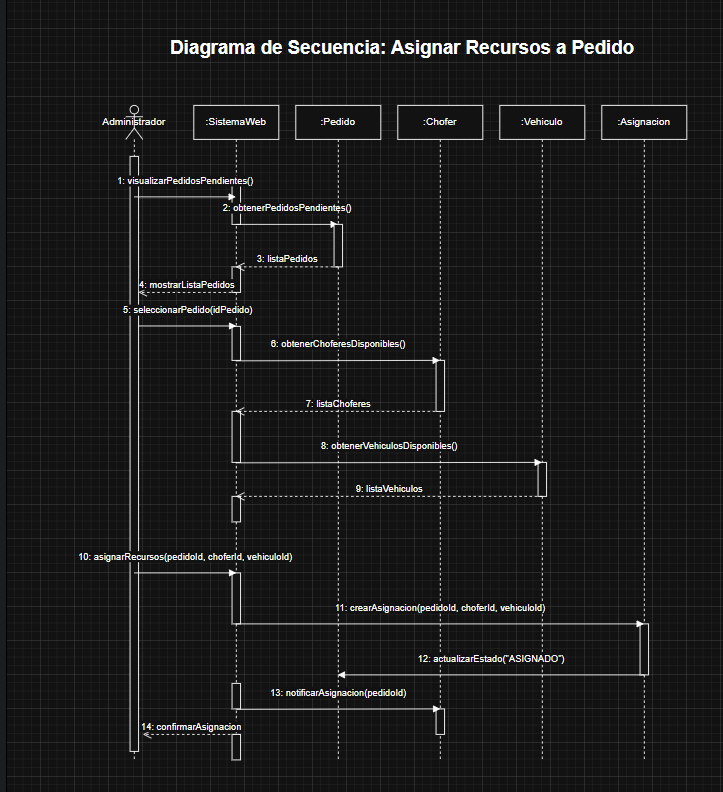 Diagrama de Secuencia: Asignar Recursos a Pedido
Administrador
:SistemaWeb
:Pedido
:Chofer
:Vehiculo
:Asignacion
1: visualizarPedidosPendientes()
2: obtenerPedidosPendientes()
3: listaPedidos
4: mostrarListaPedidos
5: seleccionarPedido(idPedido)
6: obtenerChoferesDisponibles()
7: listaChoferes
8: obtenerVehiculosDisponibles()
9: listaVehiculos
10: asignarRecursos(pedidoId, choferId, vehiculoId)
11: crearAsignacion(pedidoId, choferId, vehiculoId)
12: actualizarEstado("ASIGNADO")
13: notificarAsignacion(pedidoId)
14: confirmarAsignacion